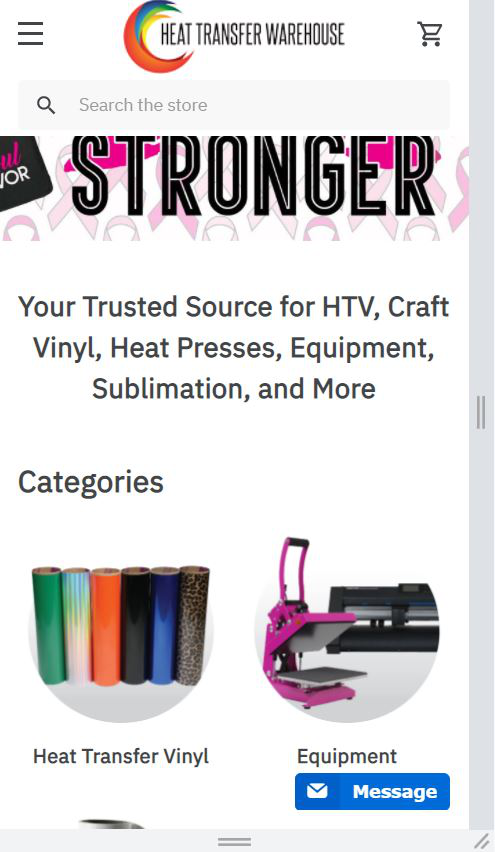 HEAT TRANSFER WAREHOUSE
Search the store
STRONGER
VOR
Your Trusted Source for HTV, Craft
Vinyl, Heat Presses, Equipment,
Sublimation, and More
Categories
Heat Transfer Vinyl
Equipment
Message